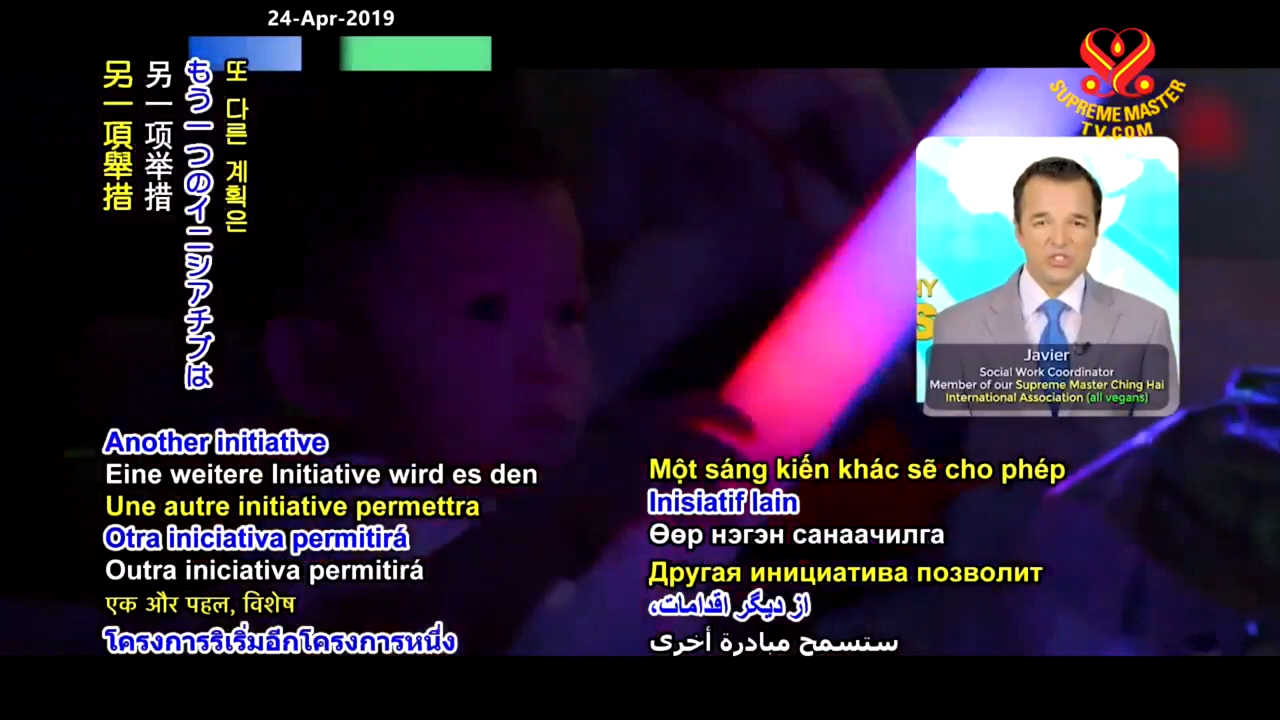 24-Apr-2019
SUPREME MASTER
TV.COM
另一項舉措
另一项举措
もう一つのイニシアチブは
또 다른 계획은
NY
S
Javier
Social Work Coordinator
Member of our Supreme Master Ching Hai
International Association (all vegans)
Another initiative
Eine weitere Initiative wird es den
Une autre initiative permettra
Otra iniciativa permitirá
Outra iniciativa permitirá
एक और पहल, विशेष
โครงการริเริ่มอีกโครงการหนึ่ง
Một sáng kiến khác sẽ cho phép
Inisiatif lain
Өөр нэгэн санаачилга
Другая инициатива позволит
از دیگر اقدامات،
ستسمح مبادرة أخرى